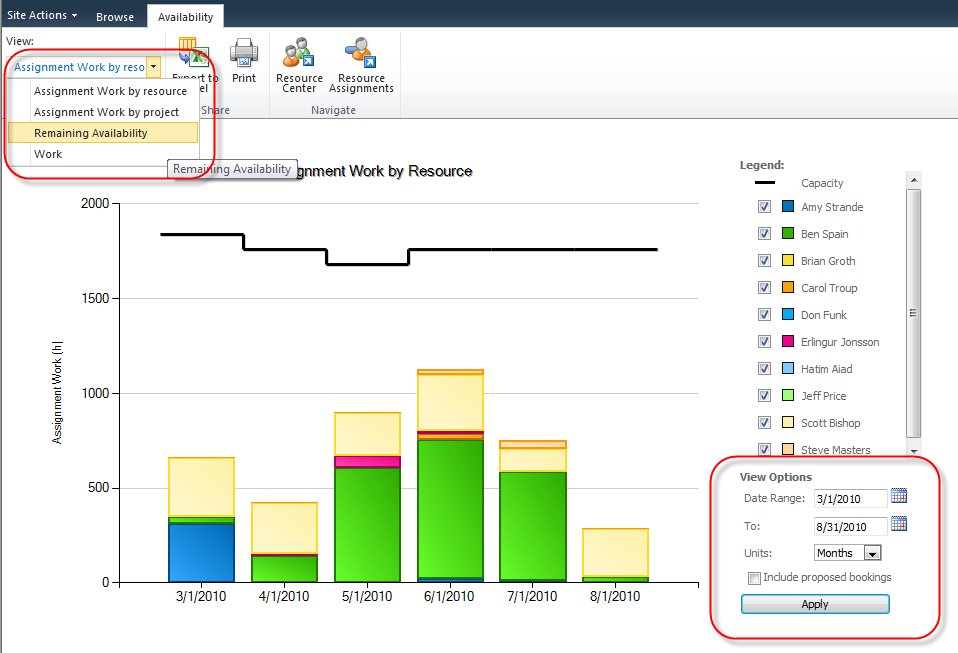 Site Actions
Browse
Availability
View:
Assignment Work by reso
Assignment Work by resource
Assignment Work by project
Remaining Availability
Work
Remaining Availability
Export to
el
Print
Share
Resource
Center
Resource
Assignments
Navigate
gnment Work by Resource
Assignment Work (h|
2000
1500
1000
500
0
3/1/2010
4/1/2010
5/1/2010
6/1/2010
7/1/2010
8/1/2010
Legend:
Capacity
Amy Strande
Ben Spain
Brian Groth
Carol Troup
Don Funk
Erlingur Jonsson
Hatim Aiad
Jeff Price
Scott Bishop
Steve Masters
View Options
Date Range: 3/1/2010
To: 8/31/2010
Units: Months
Include proposed bookings
Apply